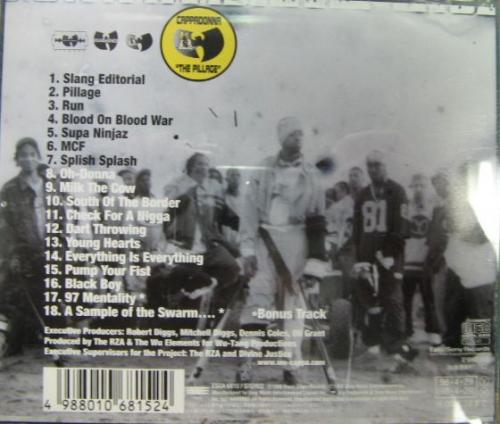 CAPPADONNA
"THE PILLAGE"
1. Slang Editorial
2. Pillage
3. Run
4. Blood On Blood War
5. Supa Ninjaz
6. MCF
7. Splish Splash
8. Oh-Donna
9. Milk The Cow
10. South Of The Border
11. Check For A Nigga
12. Dart Throwing
13. Young Hearts
14. Everything Is Everything
15. Pump Your Fist
16. Black Boy
17. 97 Mentality *
18. A Sample of the Swarm.... *
*Bonus Track
81
Executive Producers: Robert Diggs, Mitchell Diggs, Dennis Coles, Oli Grant
Produced by The RZA & The Wu Elements for Wu-Tang Productions
Executive Supervisors for the Project: The RZA and Divine Justice
4 988010 681524